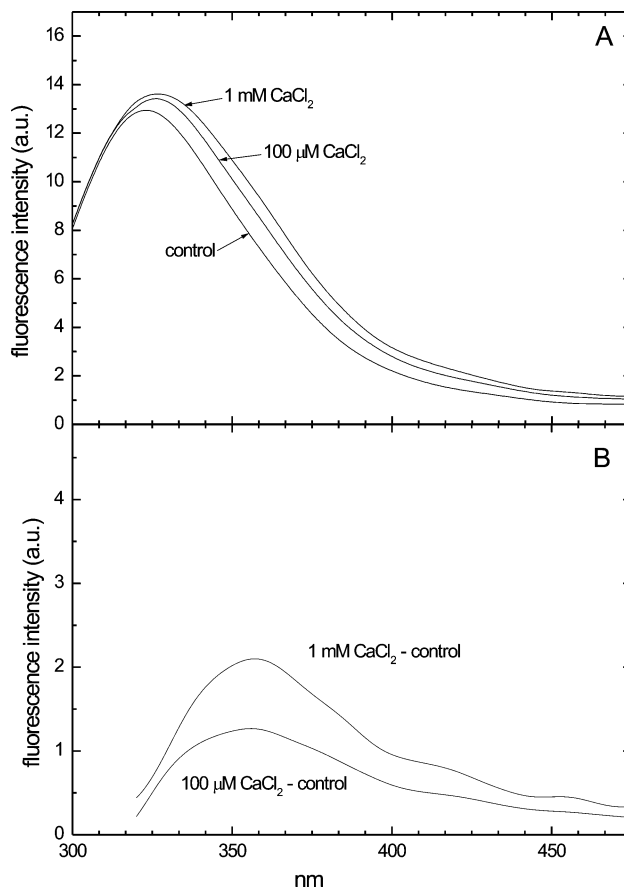 A
fluorescence intensity (a.u.)
16
14
12
10
8
6
4
2
0
1 mM CaCl₂
100 μM CaCl₂
control
B
fluorescence intensity (a.u.)
4
3
2
1
0
1 mM CaCl₂ - control
100 μM CaCl₂ - control
300
350
400
450
nm